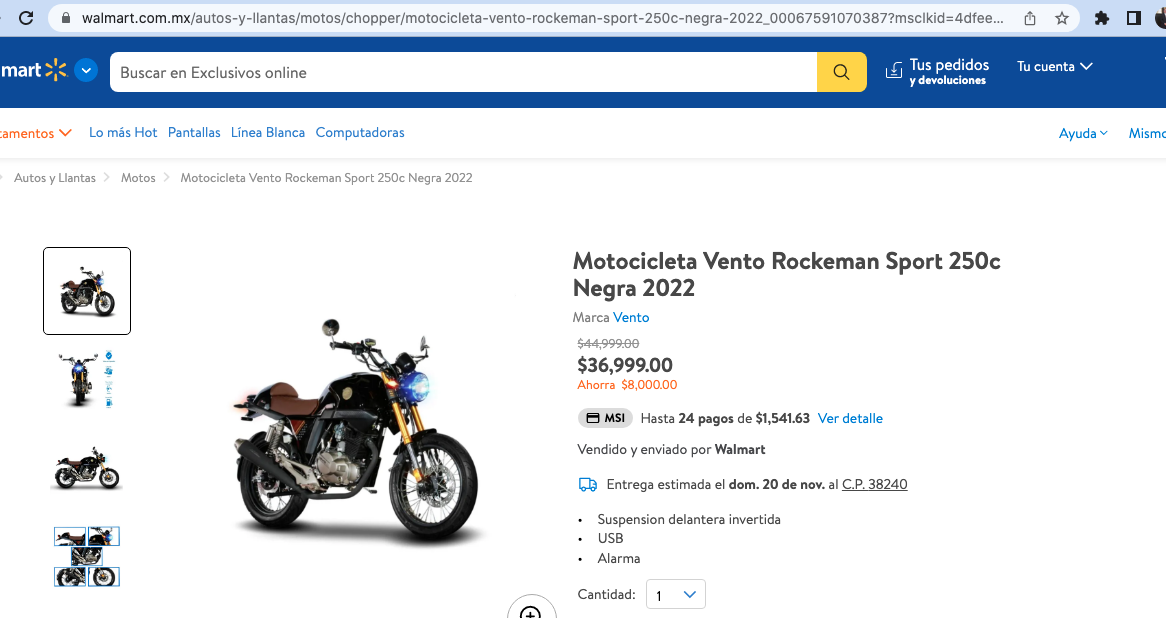 walmart.com.mx/autos-y-llantas/motos/chopper/motocicleta-vento-rockeman-sport-250c-negra-2022_00067591070387?msclkid=4dfee...
mart
Buscar en Exclusivos online
Tus pedidos
y devoluciones
Tu cuenta
tamentos
Lo más Hot
Pantallas
Línea Blanca
Computadoras
Ayuda
Mismo
Autos y Llantas
Motos
Motocicleta Vento Rockeman Sport 250c Negra 2022
Motocicleta Vento Rockeman Sport 250c
Negra 2022
Marca Vento
$44,999.00
$36,999.00
Ahorra $8,000.00
MSI Hasta 24 pagos de $1,541.63 Ver detalle
Vendido y enviado por Walmart
Entrega estimada el dom. 20 de nov. al C.P. 38240
• Suspension delantera invertida
• USB
• Alarma
Cantidad: 1